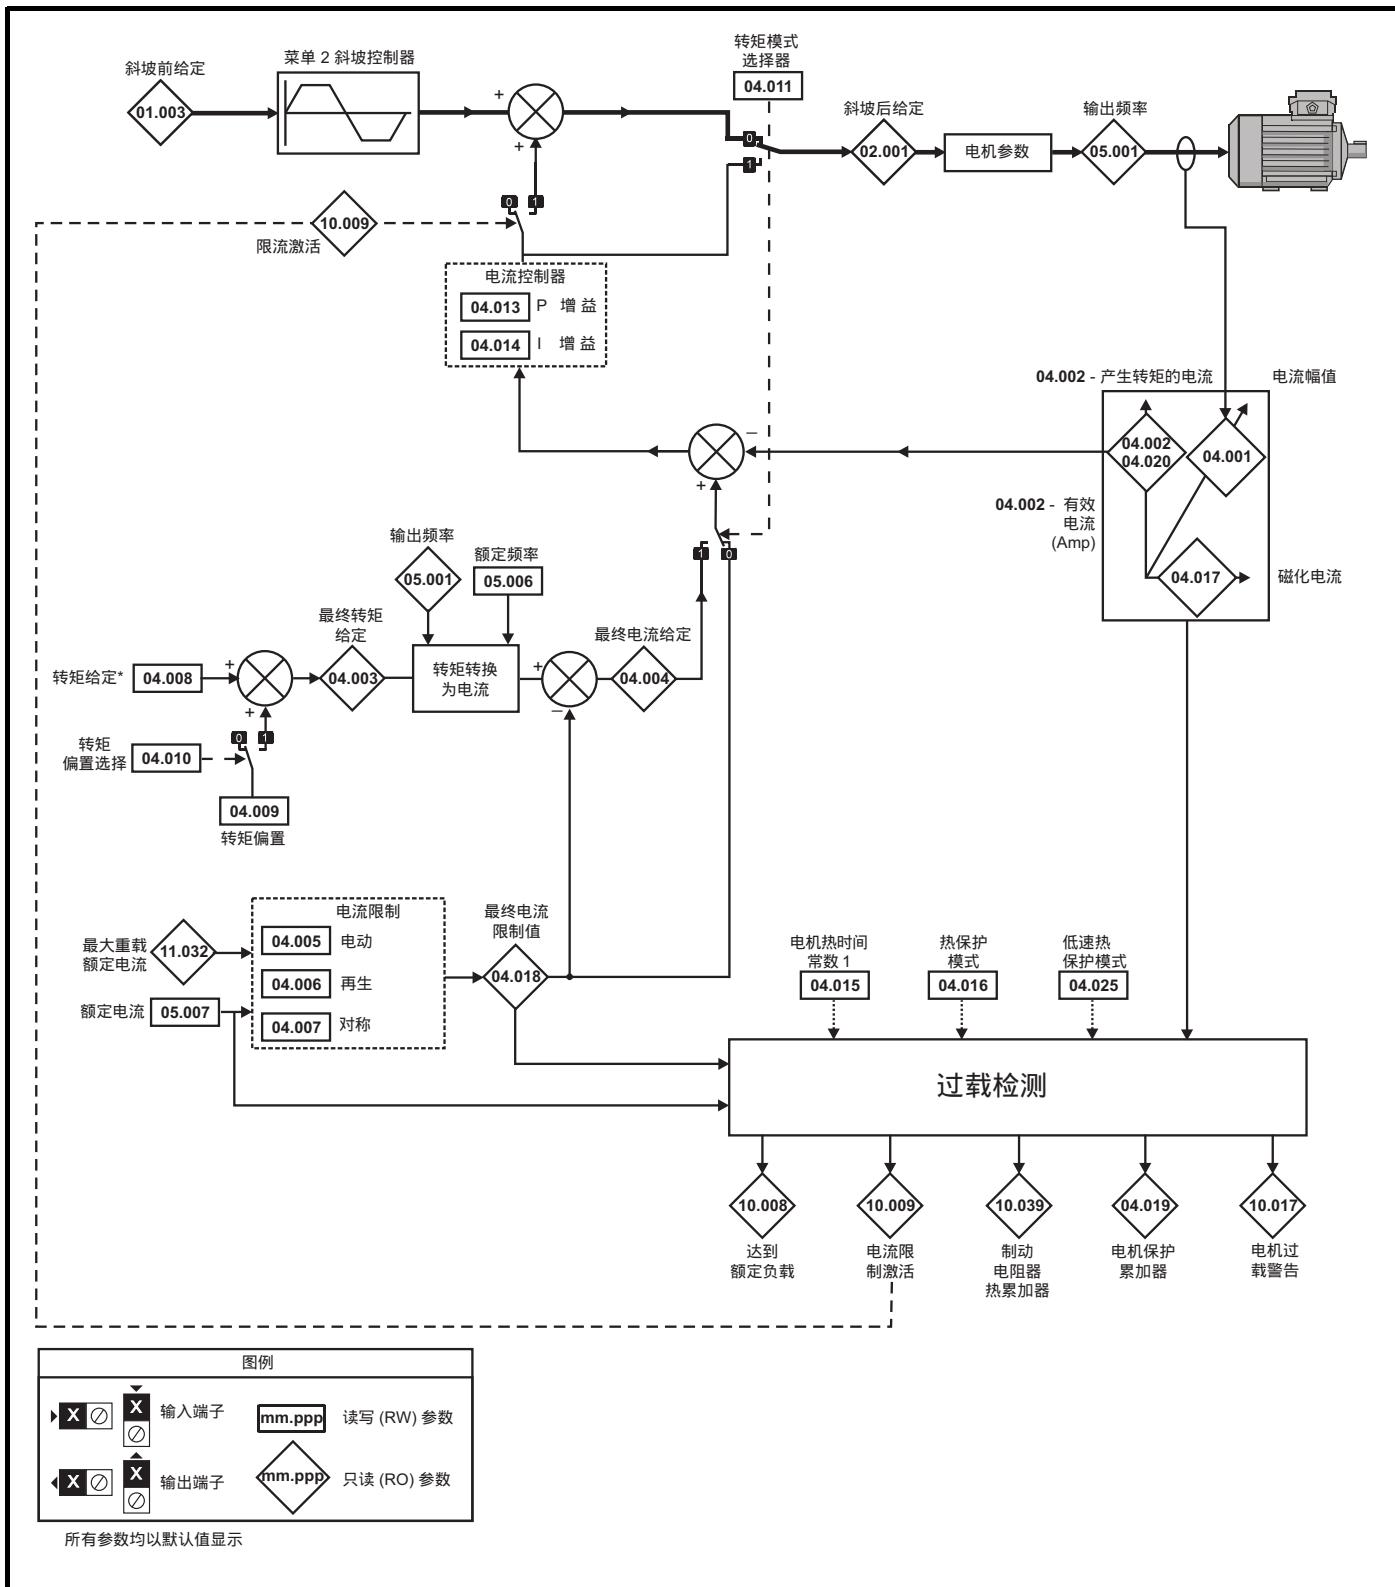 斜坡前给定
01.003
菜单 2 斜坡控制器
+
+
转矩模式
选择器
04.011
0
1
斜坡后给定
02.001
电机参数
输出频率
05.001
0
1
10.009
限流激活
电流控制器
04.013 P 增益
04.014 I 增益
04.002 - 产生转矩的电流
电流幅值
04.002
04.020
04.001
04.002 - 有效
电流
(Amp)
04.017
磁化电流
–
+
1
0
输出频率
05.001
额定频率
05.006
最终转矩
给定
04.003
转矩转换
为电流
+
–
最终电流给定
04.004
转矩给定*
04.008
+
+
0
1
转矩
偏置选择
04.010
04.009
转矩偏置
最大重载
额定电流
11.032
额定电流
05.007
电流限制
04.005 电动
04.006 再生
04.007 对称
最终电流
限制值
04.018
电机热时间
常数 1
04.015
热保护
模式
04.016
低速热
保护模式
04.025
过载检测
10.008
达到
额定负载
10.009
电流限
制激活
10.039
制动
电阻器
热累加器
04.019
电机保护
累加器
10.017
电机过
载警告
图例
X
X
输入端子
mm.ppp
读写 (RW) 参数
X
X
输出端子
mm.ppp
只读 (RO) 参数
所有参数均以默认值显示